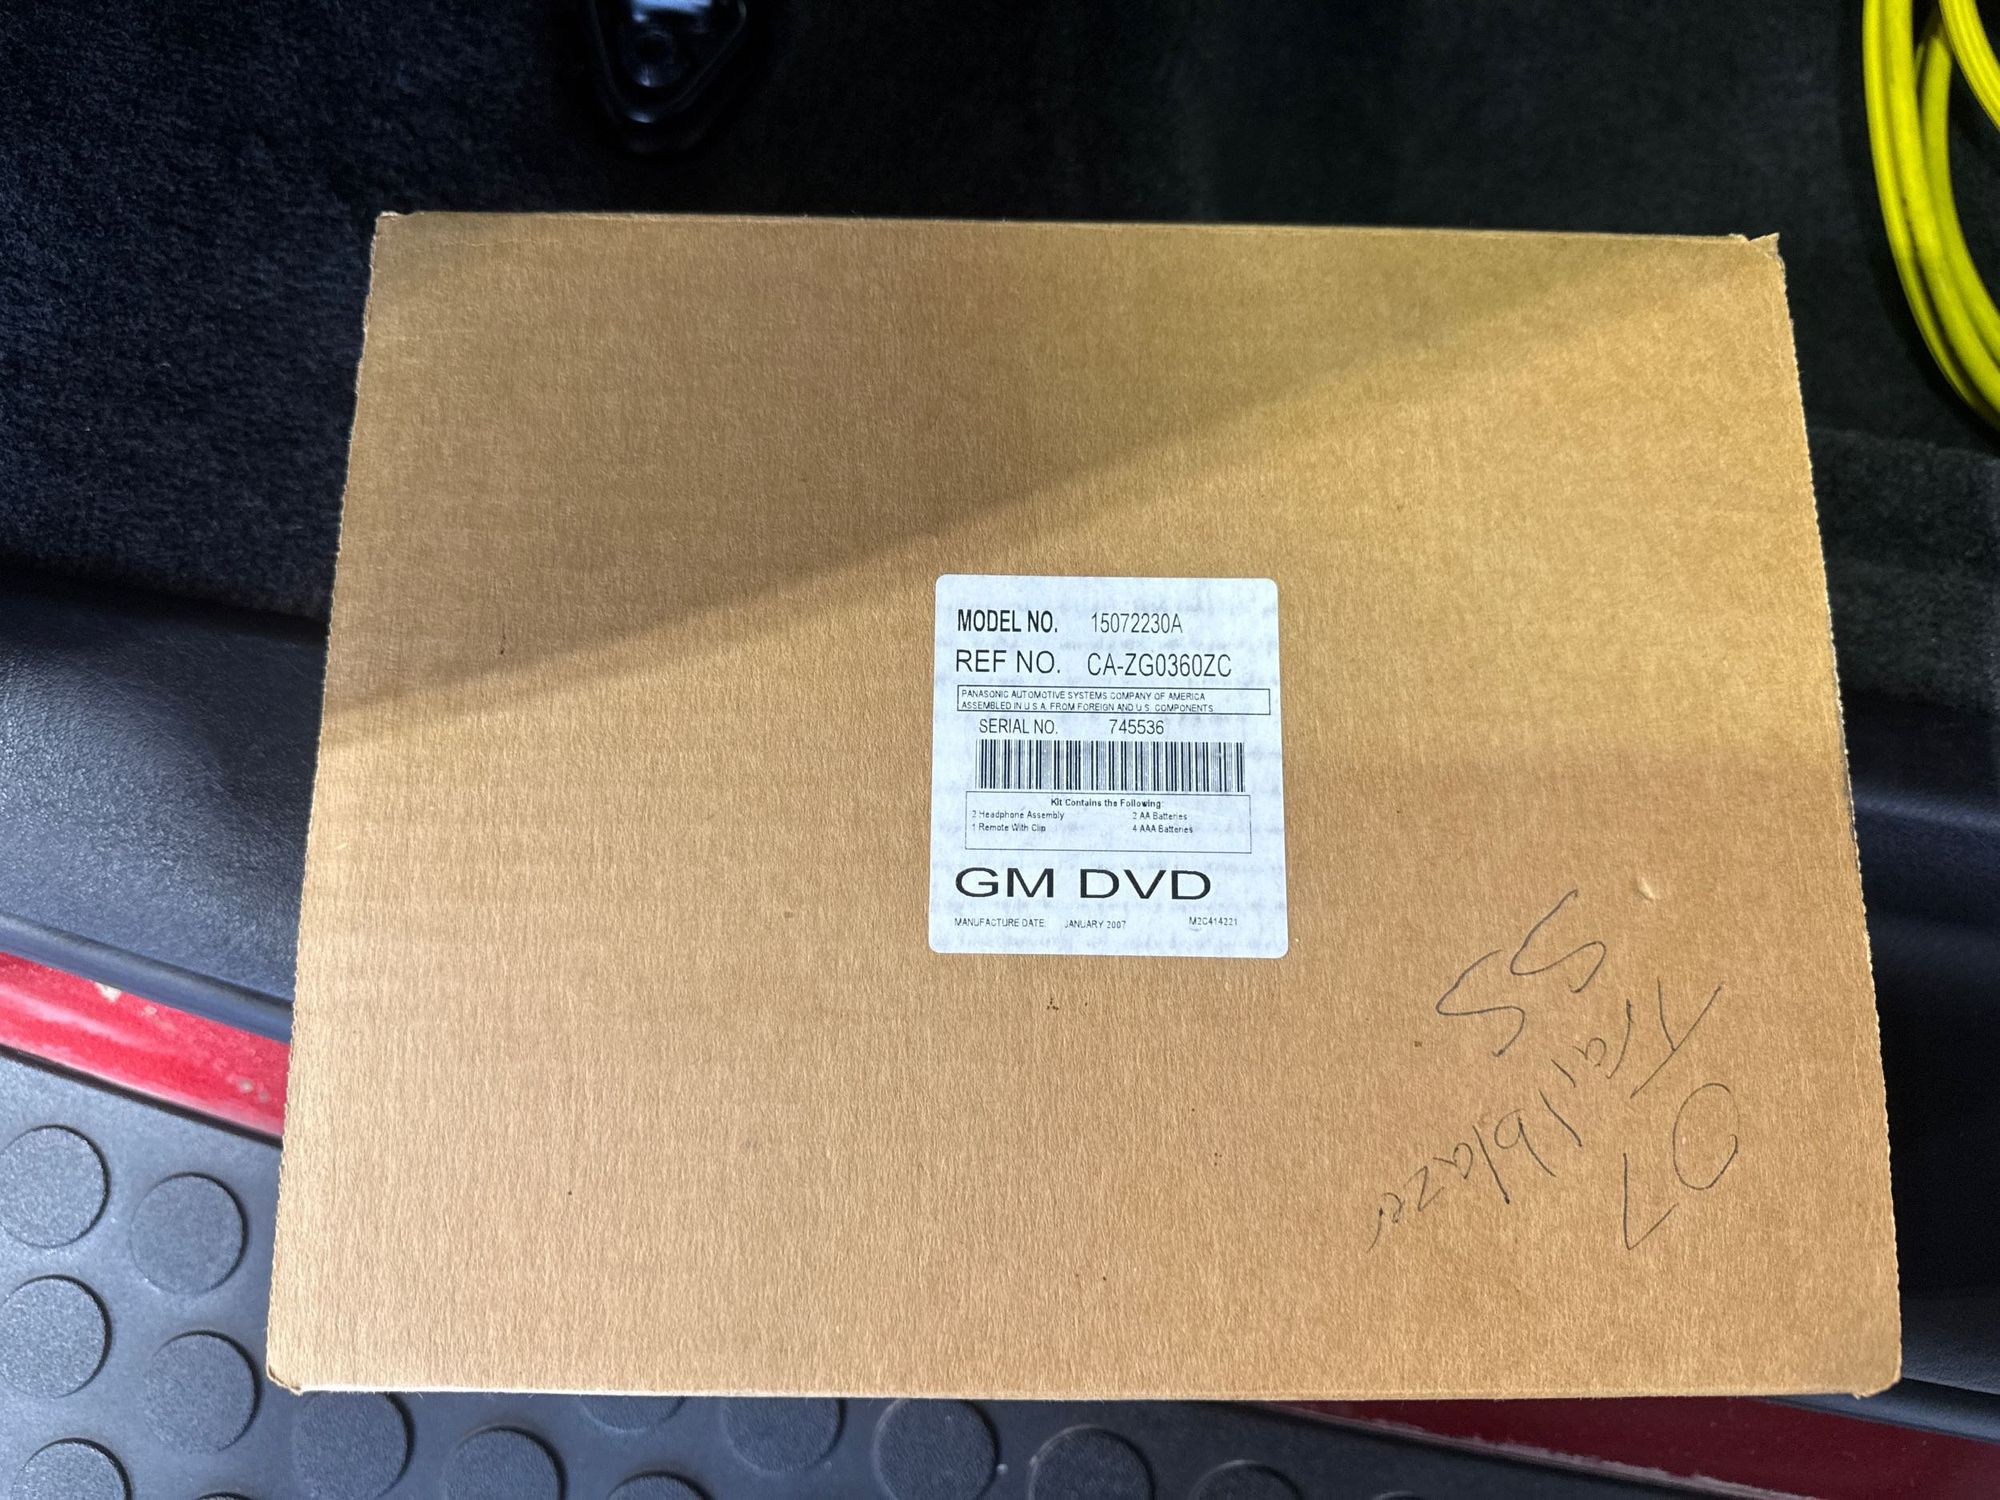 MODEL NO. 15072230A
REF NO. CA-ZG0360ZC
PANASONIC AUTOMOTIVE SYSTEMS COMPANY OF AMERICA
ASSEMBLED IN U.S.A. FROM FOREIGN AND U.S. COMPONENTS
SERIAL NO. 745536
Kit Contains the Following:
2 Headphone Assembly 2 AA Batteries
1 Remote With Clip 4 AAA Batteries
GM DVD
MANUFACTURE DATE: JANUARY 2007 M2C414221
07
Trailblazer
SS